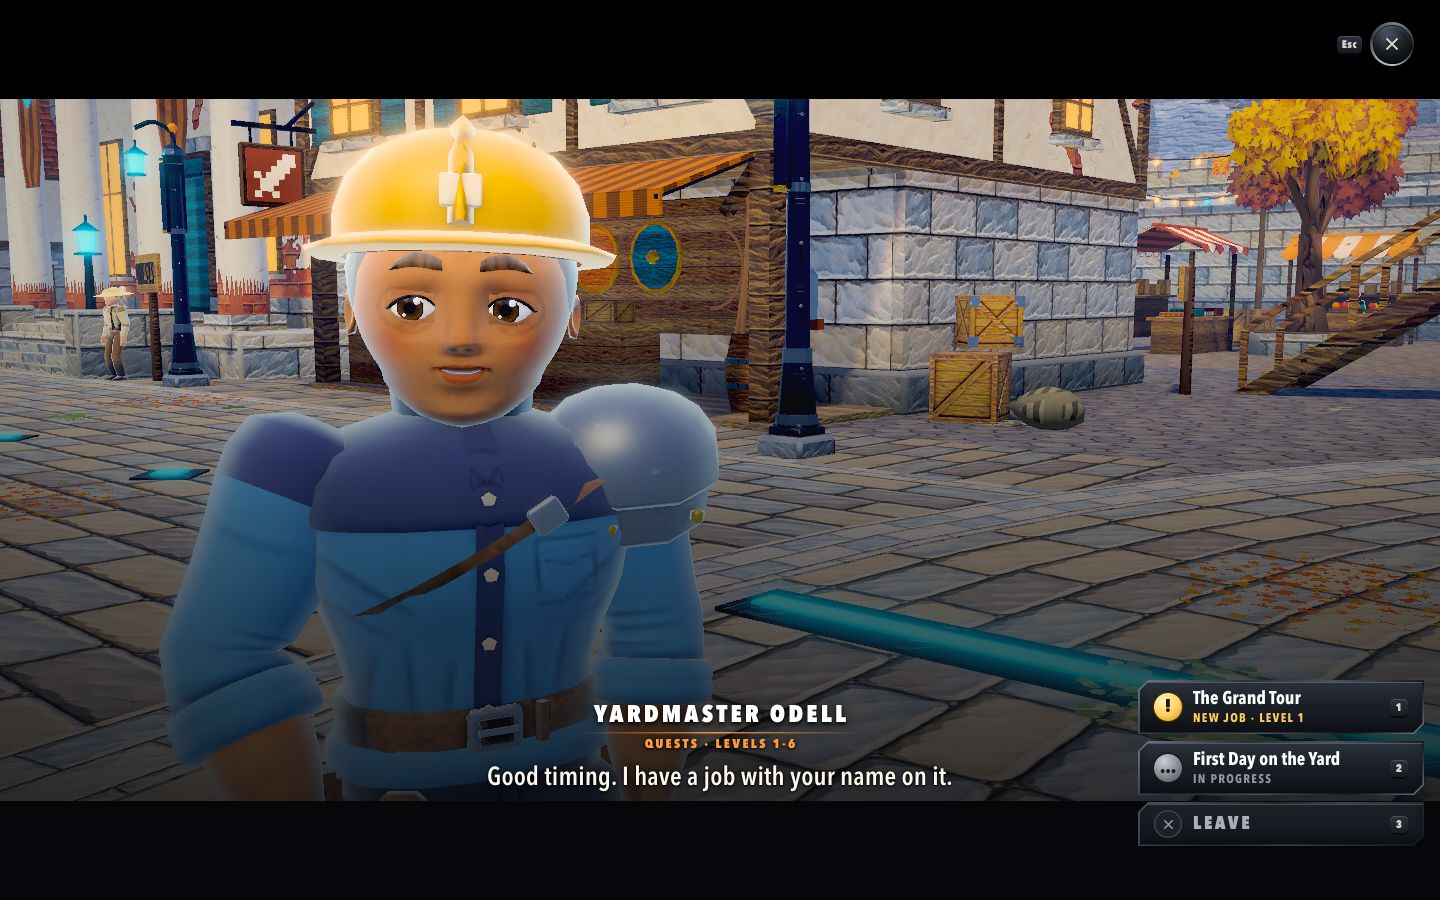 Esc
YARDMASTER ODELL
QUESTS · LEVELS 1-6
Good timing. I have a job with your name on it.
The Grand Tour
NEW JOB · LEVEL 1
1
First Day on the Yard
IN PROGRESS
2
LEAVE
3